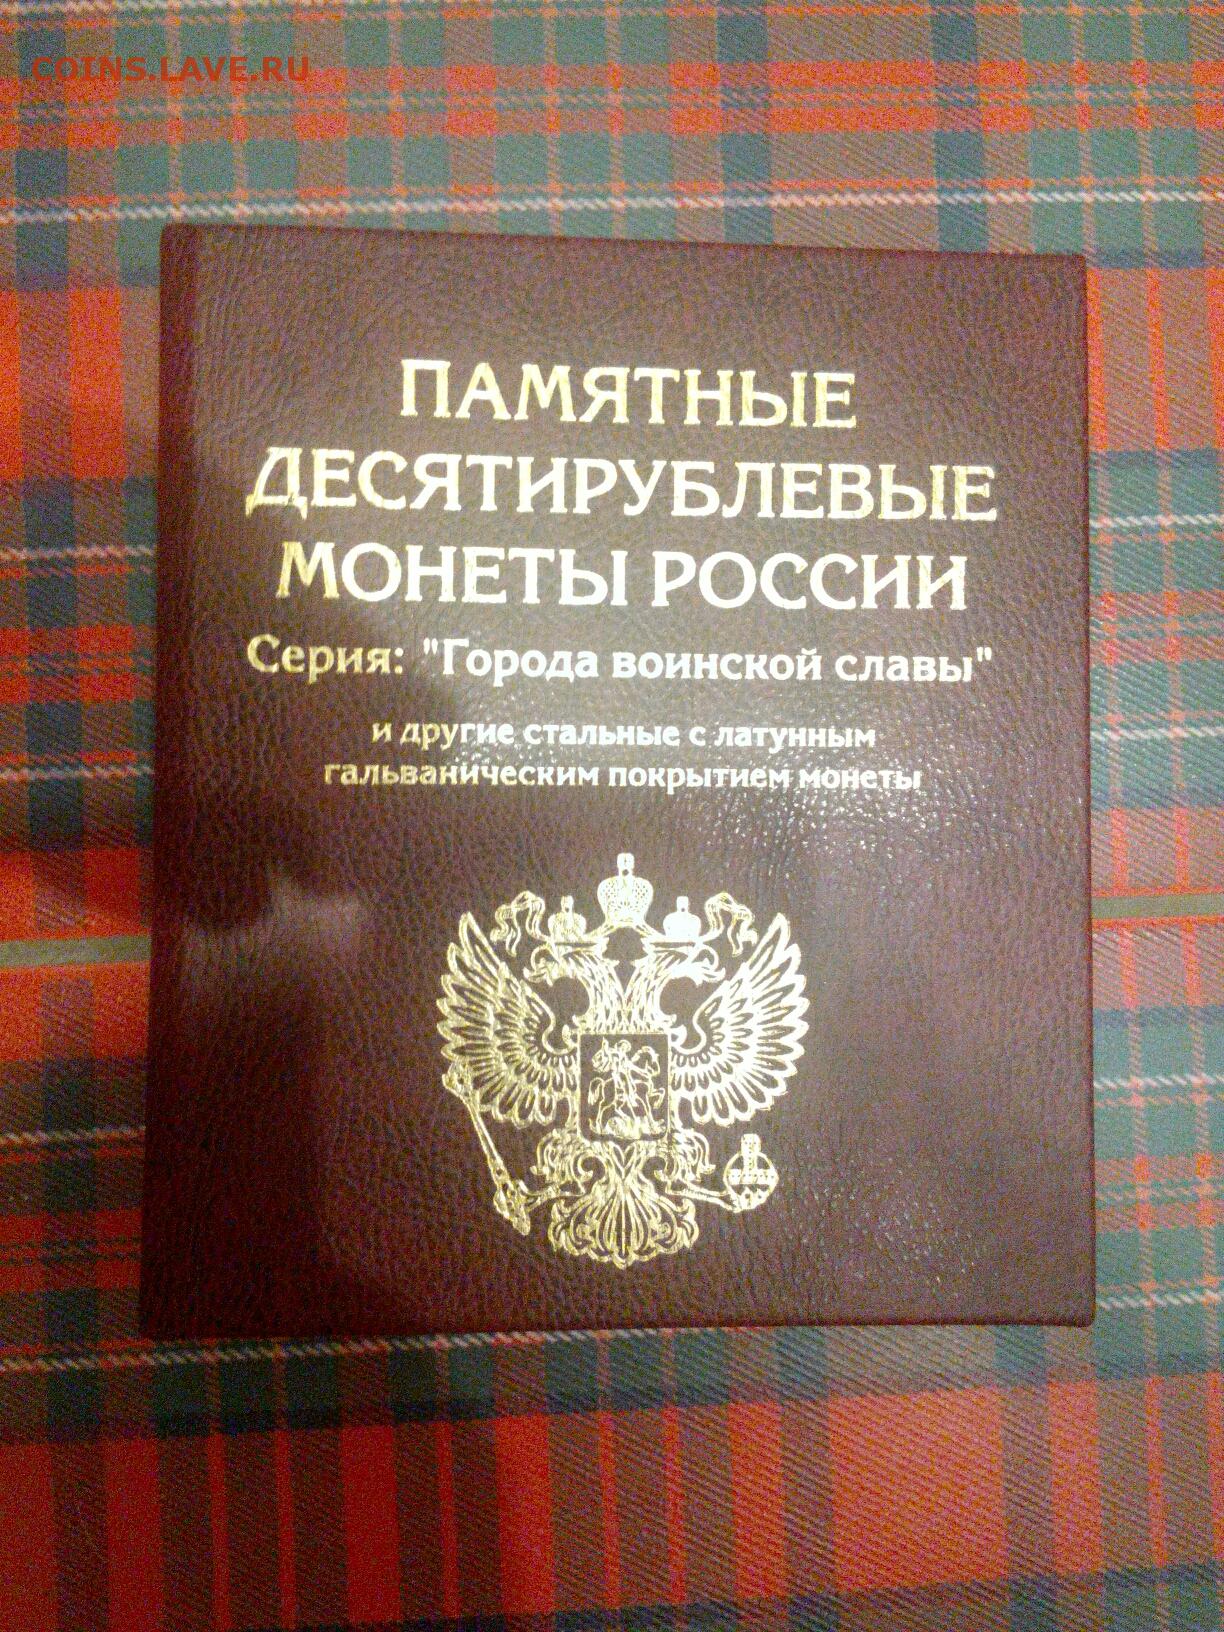 COINS.LAVE.RU
ПАМЯТНЫЕ
ДЕСЯТИРУБЛЕВЫЕ
МОНЕТЫ РОССИИ
Серия: "Города воинской славы"
и другие стальные с латунным
гальваническим покрытием монеты